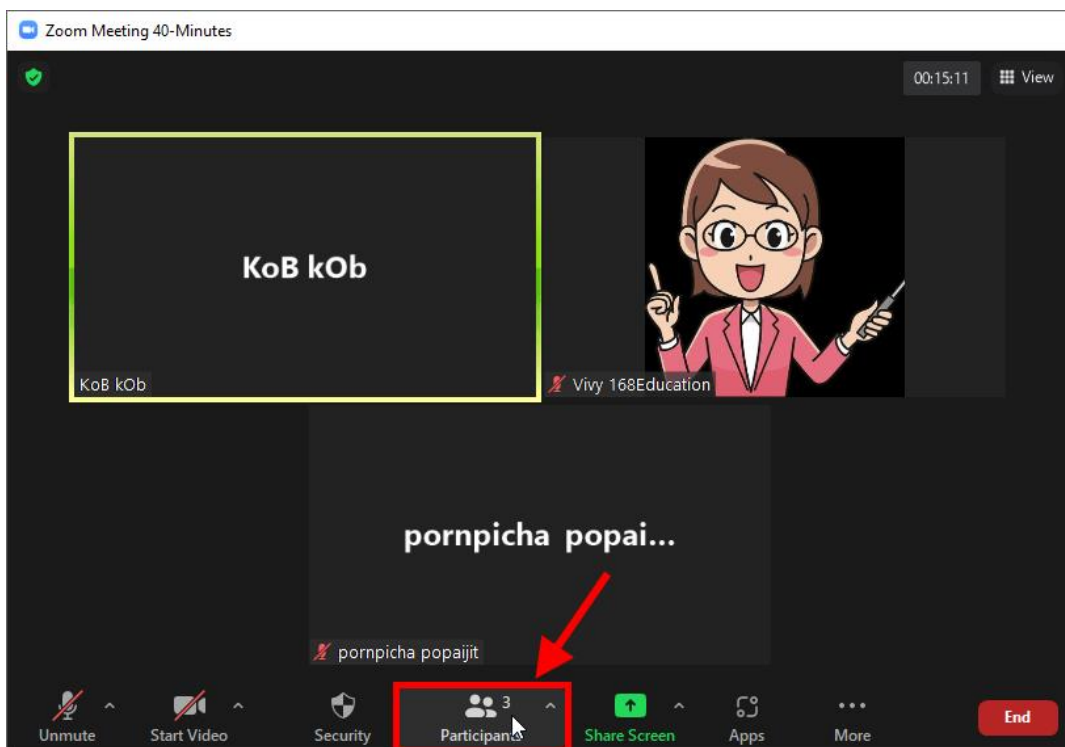 Zoom Meeting 40-Minutes
00:15:11 View
KoB kOb
KoB kOb
Vivy 168Education
pornpicha popai...
pornpicha popaijit
3
Unmute Start Video Security Participants Share Screen Apps More End